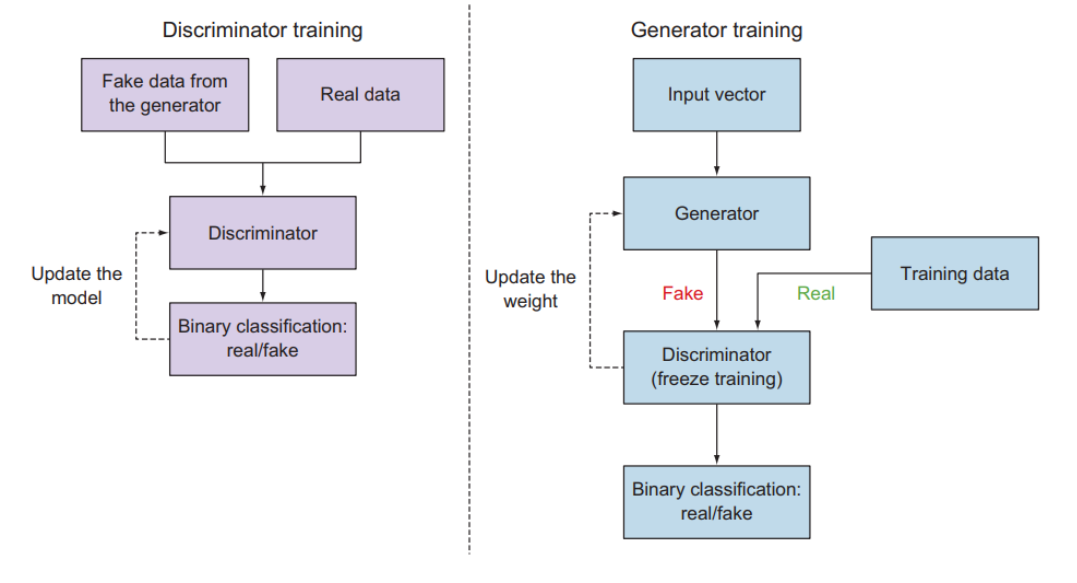 Discriminator training
Fake data from
the generator
Real data
Discriminator
Update the
model
Binary classification:
real/fake
Generator training
Input vector
Generator
Training data
Update the
weight
Fake
Real
Discriminator
(freeze training)
Binary classification:
real/fake